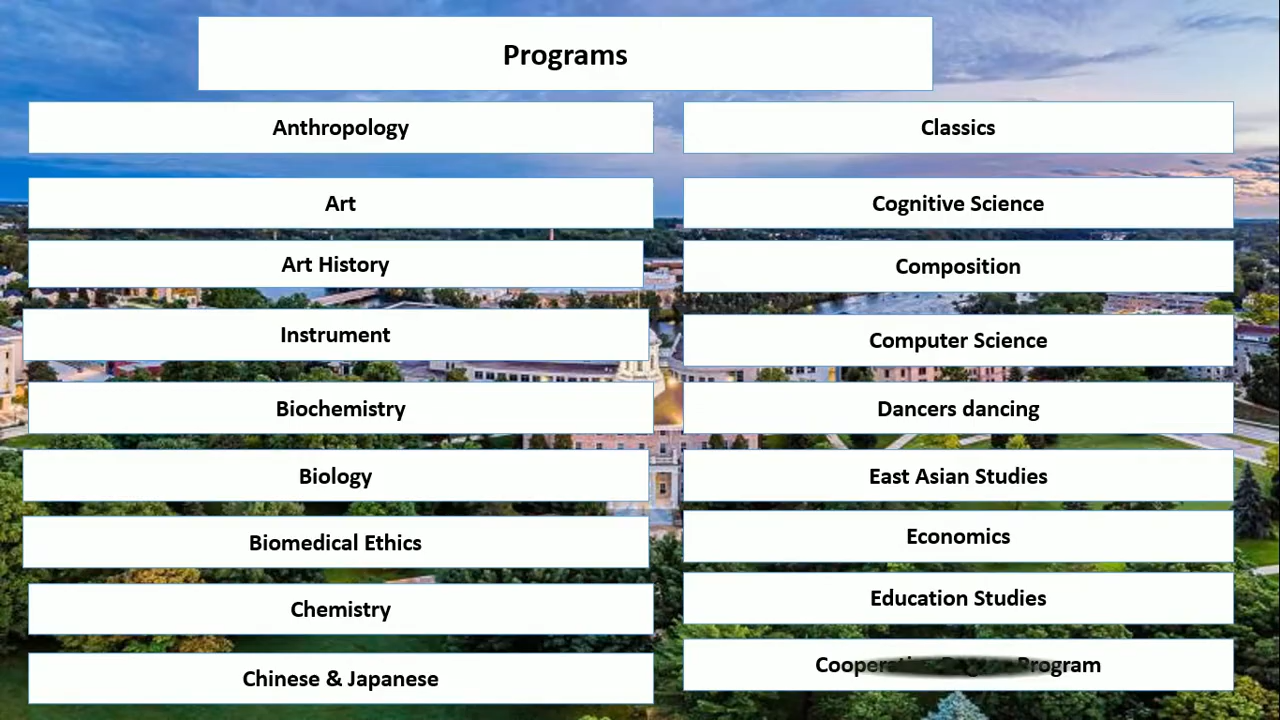 Programs
Anthropology
Art
Art History
Instrument
Biochemistry
Biology
Biomedical Ethics
Chemistry
Chinese & Japanese
Classics
Cognitive Science
Composition
Computer Science
Dancers dancing
East Asian Studies
Economics
Education Studies
Program